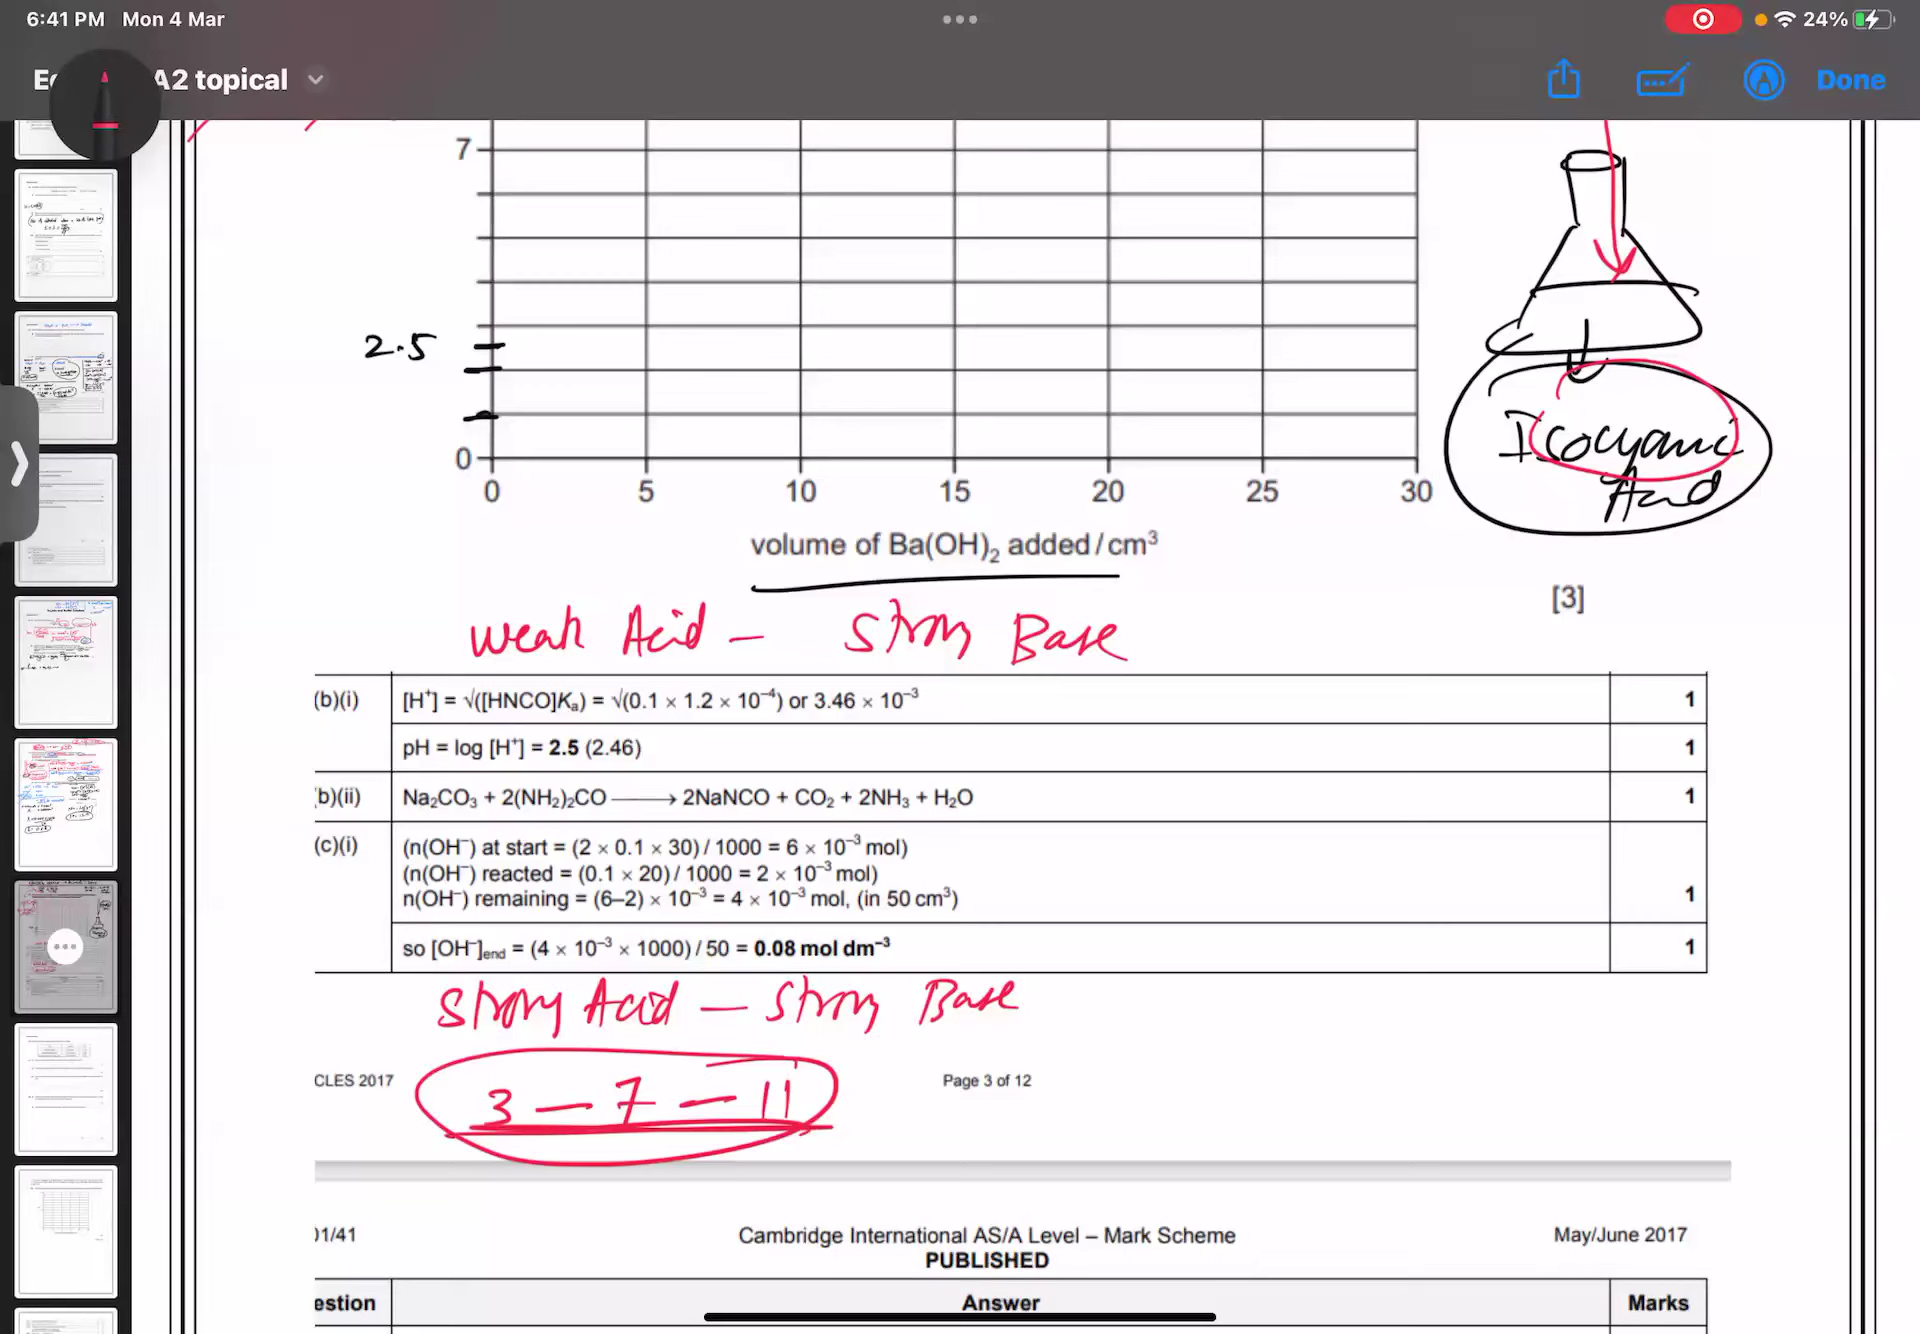 6:41 PM Mon 4 Mar
24%
A2 topical
Done
7
2.5
0
0 5 10 15 20 25 30
Isocyanic
Acid
volume of Ba(OH)₂ added / cm³
[3]
Weak Acid – Strong Base
(b)(i) [H⁺] = √([HNCO]Kₐ) = √(0.1 × 1.2 × 10⁻⁴) or 3.46 × 10⁻³ 1
pH = log [H⁺] = 2.5 (2.46) 1
b)(ii) Na₂CO₃ + 2(NH₂)₂CO ⟶ 2NaNCO + CO₂ + 2NH₃ + H₂O 1
(c)(i) (n(OH⁻) at start = (2 × 0.1 × 30) / 1000 = 6 × 10⁻³ mol)
(n(OH⁻) reacted = (0.1 × 20) / 1000 = 2 × 10⁻³ mol)
n(OH⁻) remaining = (6–2) × 10⁻³ = 4 × 10⁻³ mol, (in 50 cm³) 1
so [OH⁻]end = (4 × 10⁻³ × 1000) / 50 = 0.08 mol dm⁻³ 1
Strong Acid – Strong Base
CLES 2017
Page 3 of 12
3 – 7 – 11
01/41
Cambridge International AS/A Level – Mark Scheme
May/June 2017
PUBLISHED
estion Answer Marks